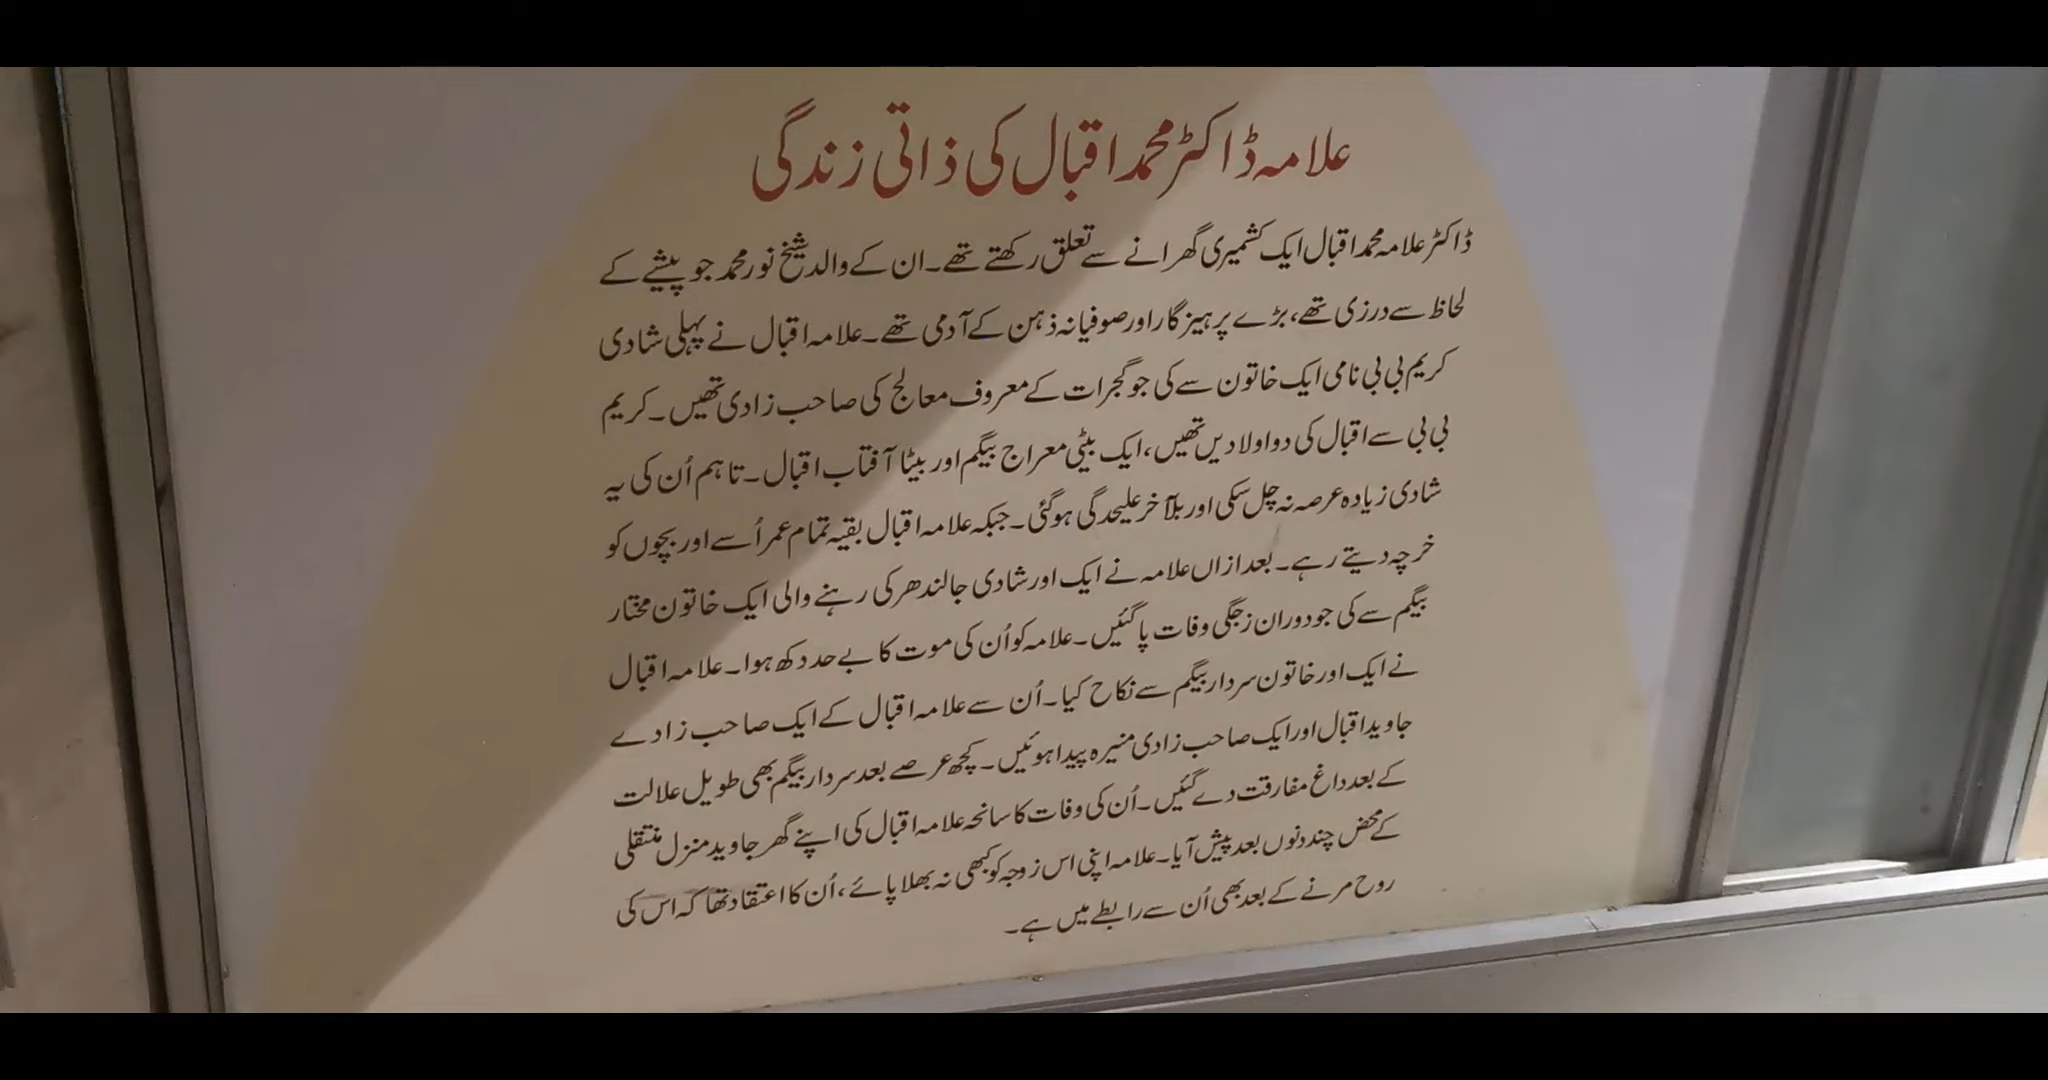 علامہ ڈاکٹر محمد اقبال کی ذاتی زندگی
ڈاکٹر علامہ محمد اقبال ایک کشمیری گھرانے سے تعلق رکھتے تھے۔ ان کے والد شیخ نور محمد جو پیشے کے
لحاظ سے درزی تھے، بڑے پرہیز گار اور صوفیانہ ذہن کے آدمی تھے۔ علامہ اقبال نے پہلی شادی
کریم بی بی نامی ایک خاتون سے کی جو گجرات کے معروف معالج کی صاحب زادی تھیں۔ کریم
بی بی سے اقبال کی دو اولادیں تھیں، ایک بیٹی معراج بیگم اور بیٹا آفتاب اقبال۔ تاہم اُن کی یہ
شادی زیادہ عرصہ نہ چل سکی اور بلآخر علیحدگی ہوگئی۔ جبکہ علامہ اقبال بقیہ تمام عمر اُسے اور بچوں کو
خرچہ دیتے رہے۔ بعد ازاں علامہ نے ایک اور شادی جالندھر کی رہنے والی ایک خاتون مختار
بیگم سے کی جو دوران زچگی وفات پا گئیں۔ علامہ کو اُن کی موت کا بے حد دکھ ہوا۔ علامہ اقبال
نے ایک اور خاتون سردار بیگم سے نکاح کیا۔ اُن سے علامہ اقبال کے ایک صاحب زادے
جاوید اقبال اور ایک صاحب زادی منیرہ پیدا ہوئیں۔ کچھ عرصے بعد سردار بیگم بھی طویل علالت
کے بعد داغ مفارقت دے گئیں۔ اُن کی وفات کا سانحہ علامہ اقبال کی اپنے گھر جاوید منزل منتقلی
کے محض چند دنوں بعد پیش آیا۔ علامہ اپنی اس زوجہ کو کبھی نہ بھلا پائے، اُن کا اعتقاد تھا کہ اس کی
روح مرنے کے بعد بھی اُن سے رابطے میں ہے۔